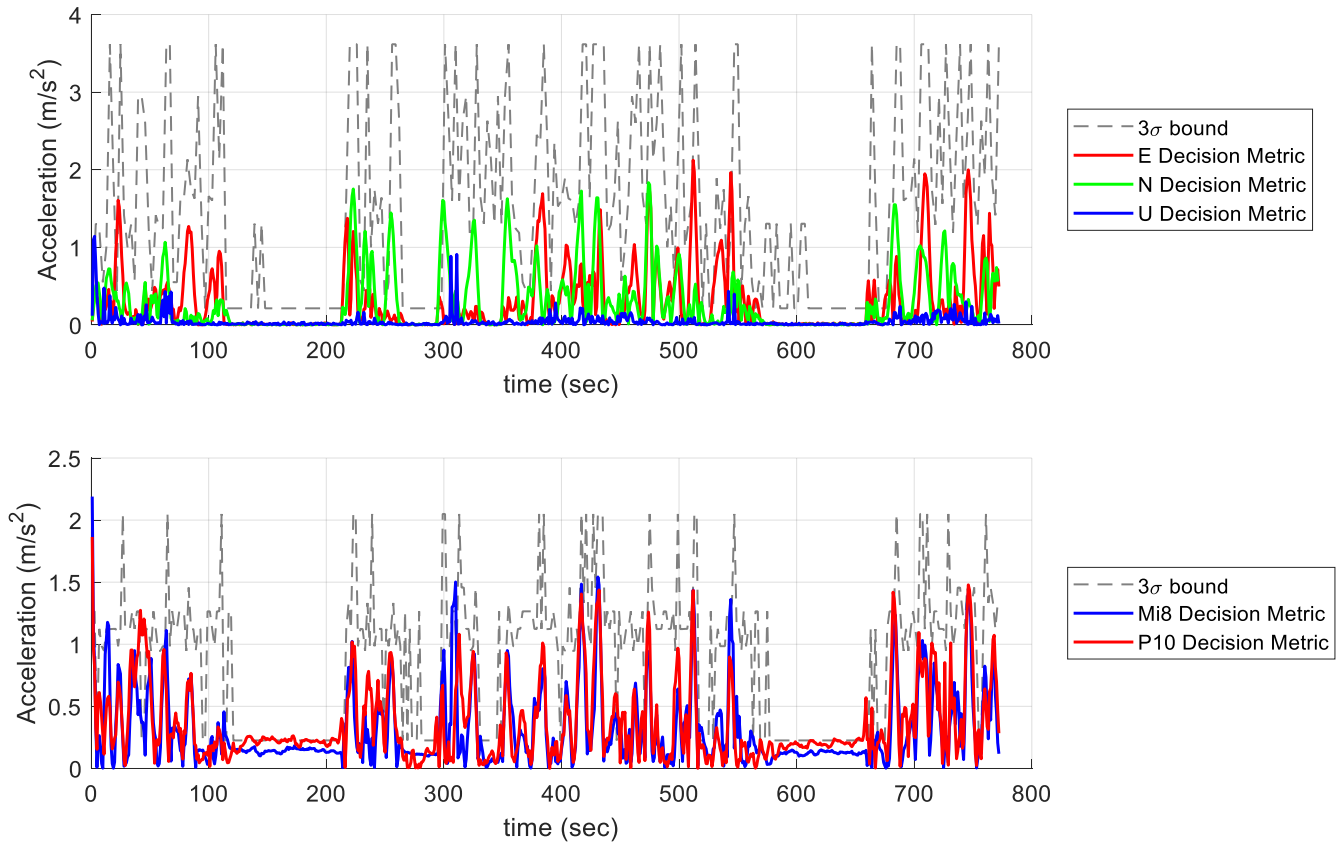 4
3
2
1
0
Acceleration (m/s²)
0 100 200 300 400 500 600 700 800
time (sec)
3σ bound
E Decision Metric
N Decision Metric
U Decision Metric
2.5
2
1.5
1
0.5
0
Acceleration (m/s²)
0 100 200 300 400 500 600 700 800
time (sec)
3σ bound
Mi8 Decision Metric
P10 Decision Metric